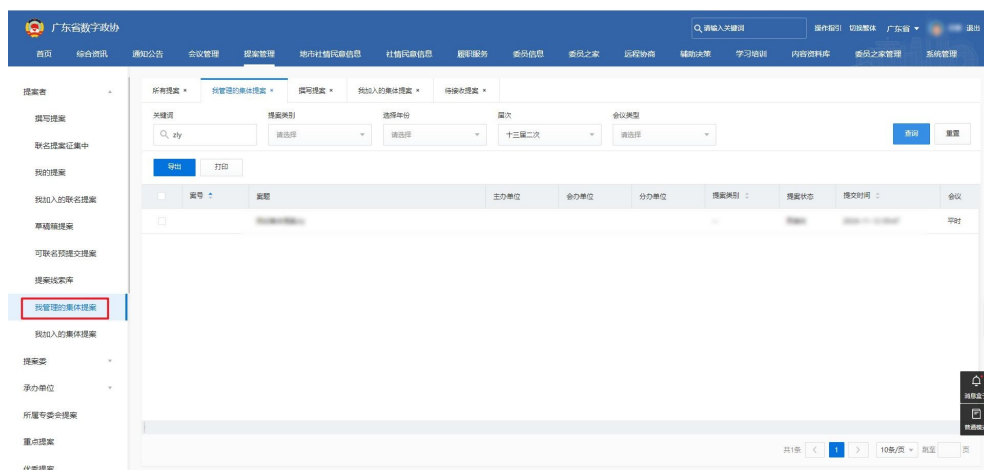 广东省数字政协
请输入关键词
操作指引 切换繁体 广东省 退出
首页 综合资讯 通知公告 会议管理 提案管理 地市社情民意信息 社情民意信息 履职服务 委员信息 委员之家 远程协商 辅助决策 学习培训 内容资料库 委员之家管理 系统管理
提案者
撰写提案
联名提案征集中
我的提案
我加入的联名提案
草稿箱提案
可联名预提交提案
提案线索库
我管理的集体提案
我加入的集体提案
提案委
承办单位
所属专委会提案
重点提案
优秀提案
所有提案 × 我管理的集体提案 × 撰写提案 × 我加入的集体提案 × 待接收提案 ×
关键词 提案类别 选择年份 届次 会议类型
zly 请选择 请选择 十三届二次 请选择 查询 重置
导出 打印
案号 案题 主办单位 会办单位 分办单位 提案类别 提案状态 提交时间 会议
平时
消息盒子
共1条 1 10条/页 跳至 页